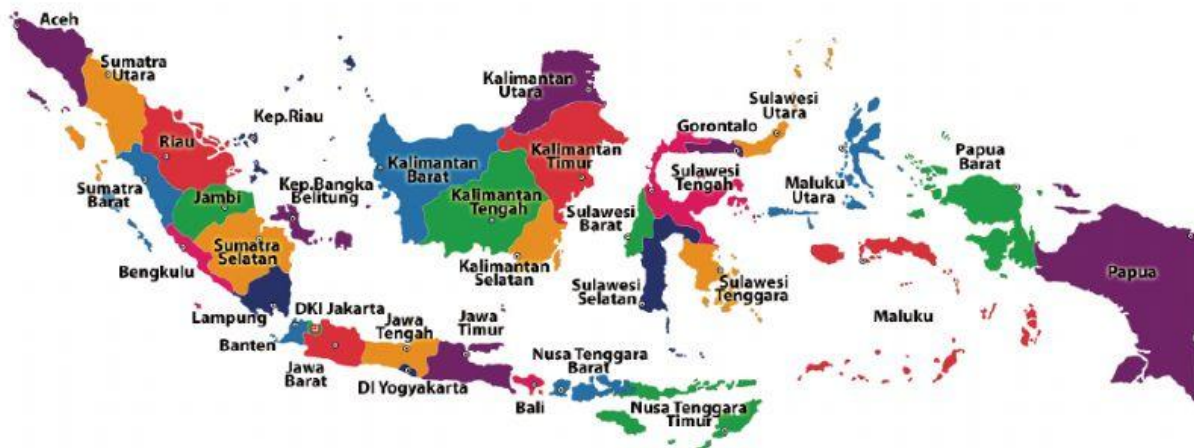 Aceh
Sumatra
Utara
Kep.Riau
Riau
Sumatra
Barat
Jambi
Kep.Bangka
Belitung
Sumatra
Selatan
Bengkulu
Lampung
DKI Jakarta
Banten
Jawa
Barat
Jawa
Tengah
DI Yogyakarta
Jawa
Timur
Bali
Nusa Tenggara
Barat
Nusa Tenggara
Timur
Kalimantan
Utara
Kalimantan
Barat
Kalimantan
Timur
Kalimantan
Tengah
Kalimantan
Selatan
Sulawesi
Utara
Gorontalo
Sulawesi
Tengah
Sulawesi
Barat
Sulawesi
Selatan
Sulawesi
Tenggara
Maluku
Utara
Maluku
Papua
Barat
Papua